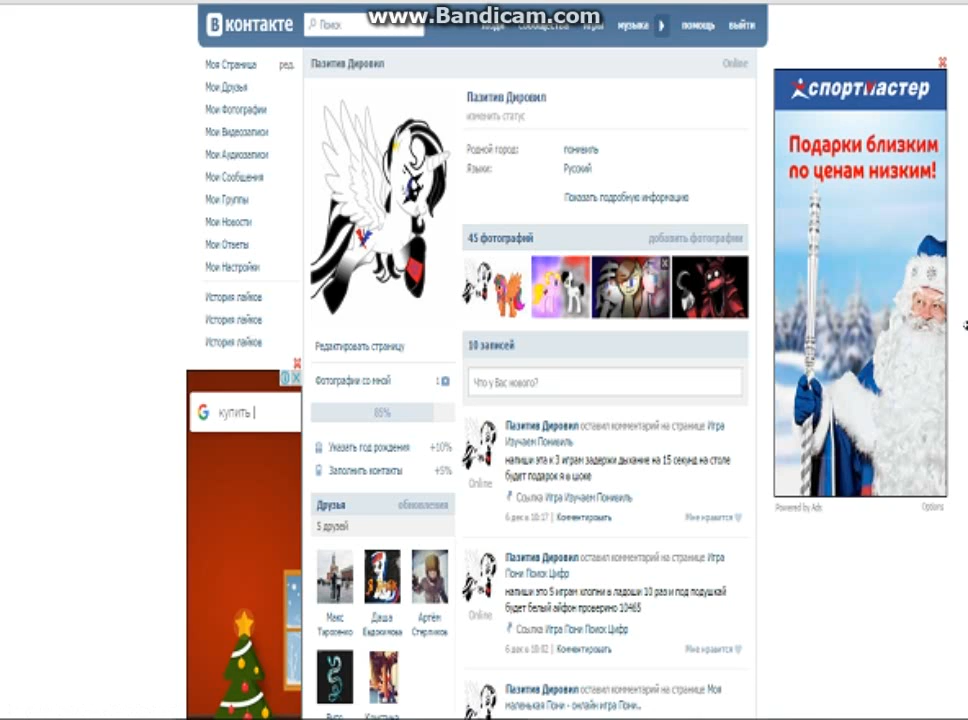 www.Bandicam.com
В контакте
Поиск
люди сообщества игры музыка помощь выйти
Моя Страница ред.
Мои Друзья
Мои Фотографии
Мои Видеозаписи
Мои Аудиозаписи
Мои Сообщения
Мои Группы
Мои Новости
Мои Ответы
Мои Настройки
История лайков
История лайков
История лайков
купить
Пазитив Дировил
Online
Редактировать страницу
Фотографии со мной 1
85%
Указать год рождения +10%
Заполнить контакты +5%
Друзья обновления
5 друзей
Макс
Тарасенко
Даша
Евдокимова
Артём
Стерликов
Кристина
Пазитив Дировил
изменить статус
Родной город: понивиль
Языки: Русский
Показать подробную информацию
45 фотографий добавить фотографии
10 записей
Что у Вас нового?
Пазитив Дировил оставил комментарий на странице Игра
Изучаем Понивиль
напиши эта к 3 играм задержи дыхание на 15 секунд на столе
будет подарок я в шоке
Online
Ссылка Игра Изучаем Понивиль
6 дек в 10:17 | Комментировать Мне нравится
Пазитив Дировил оставил комментарий на странице Игра
Пони Поиск Цифр
напиши это 5 играм хлопни в ладоши 10 раз и под подушкай
будет белый айфон проверино 10465
Online
Ссылка Игра Пони Поиск Цифр
6 дек в 10:02 | Комментировать Мне нравится
Пазитив Дировил оставил комментарий на странице Моя
маленькая Пони - онлайн игра Пони..
спортмастер
Подарки близким
по ценам низким!
Powered by Ads Options